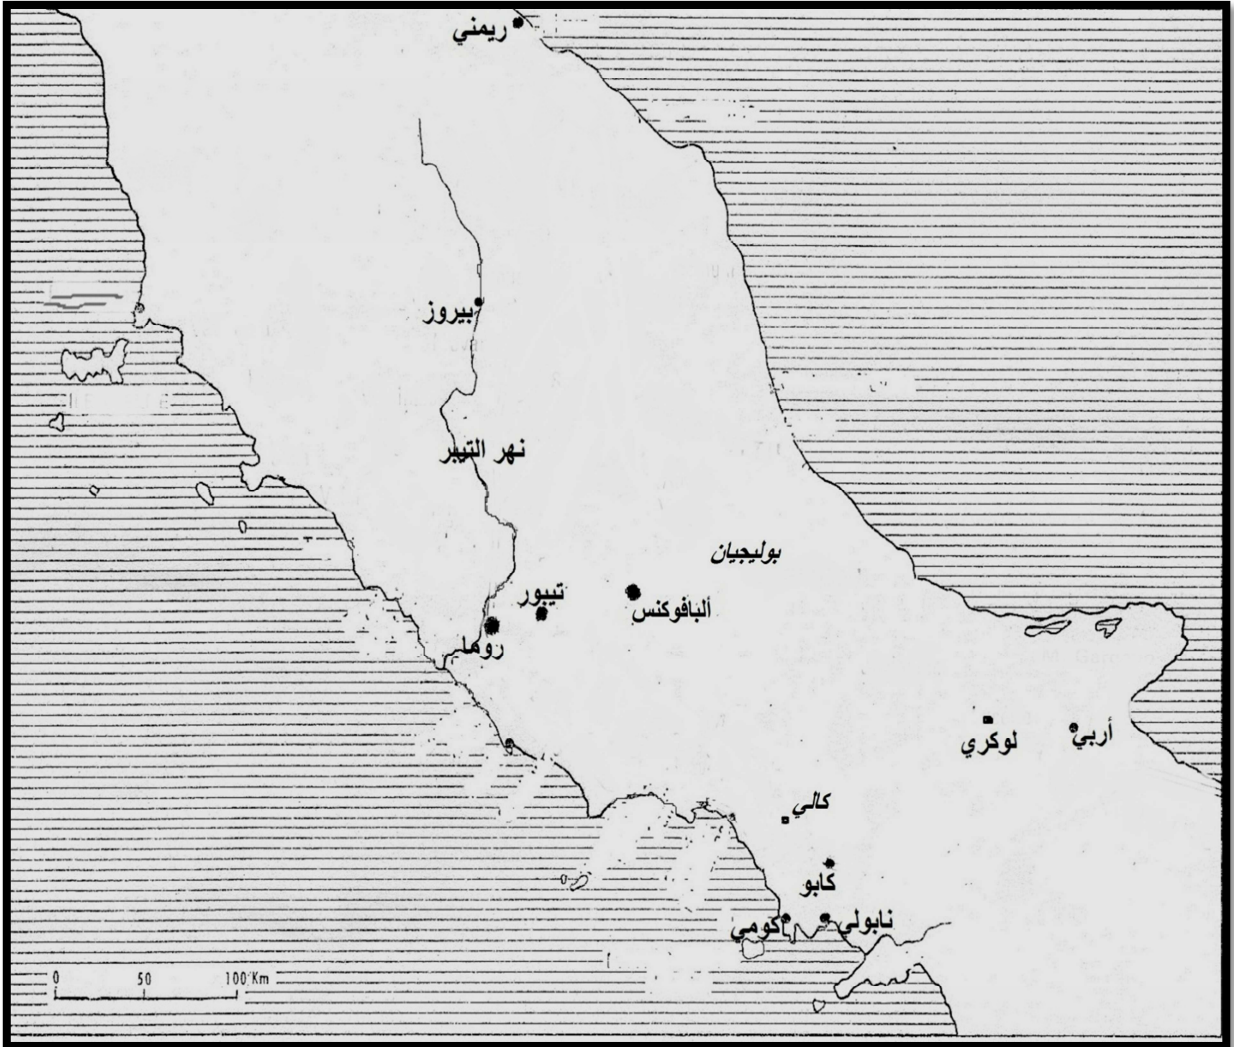 ريمني
بيروز
نهر التيبر
بوليجيان
تيبور
ألبافوكنس
روما
أربي
لوكري
كالي
كابو
نابولي
كومي
0 50 100 Km